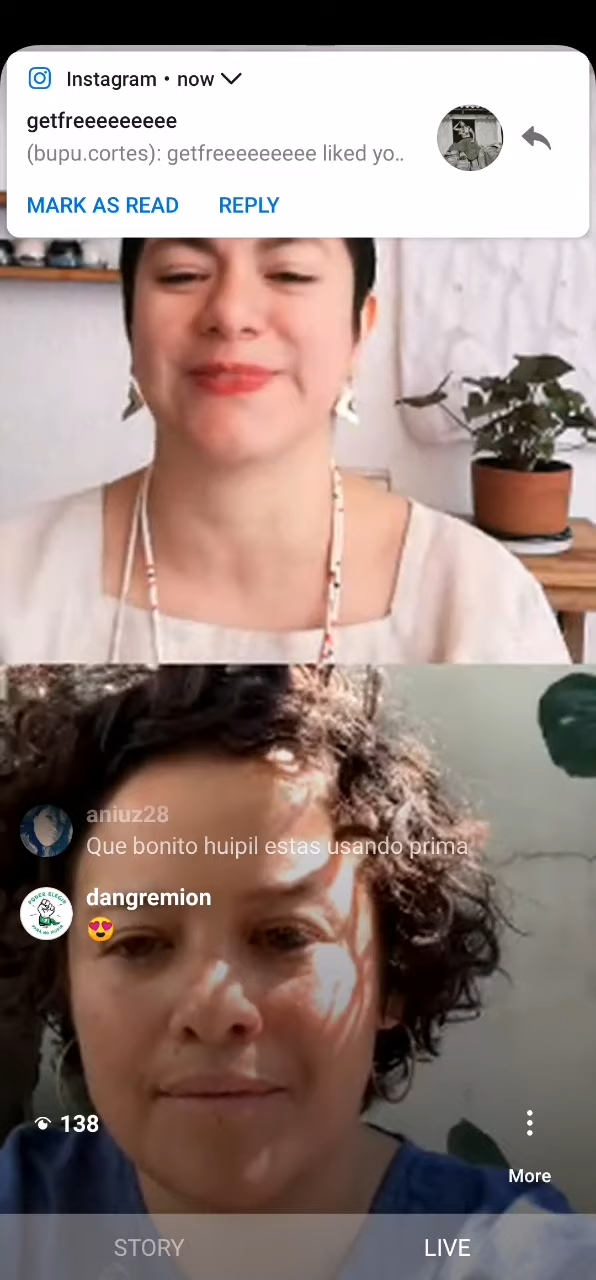 Instagram • now
getfreeeeeeeee
(bupu.cortes): getfreeeeeeeee liked yo..
MARK AS READ REPLY
aniuz28
Que bonito huipil estas usando prima
dangremion
😍
138
More
STORY LIVE